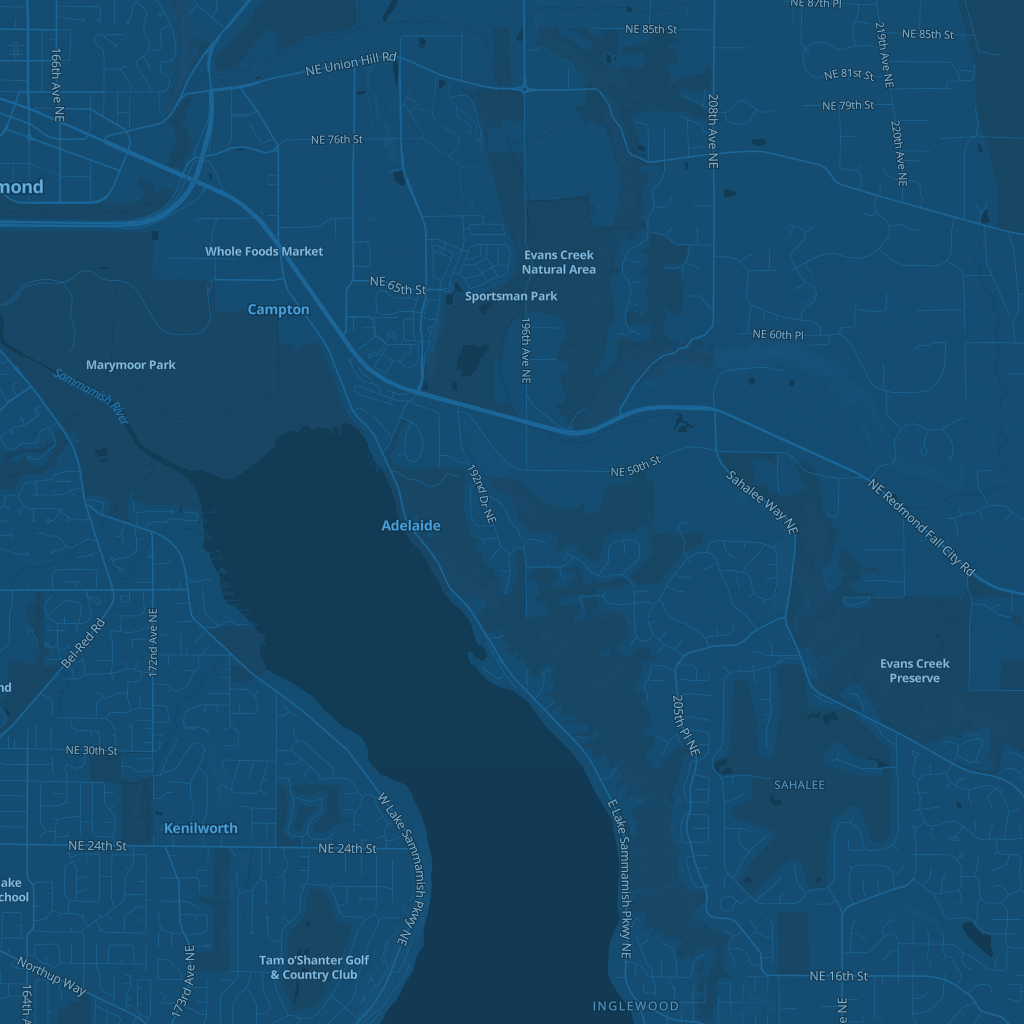 NE 87th Pl
NE 85th St
NE 85th St
219th Ave NE
166th Ave NE
NE Union Hill Rd
NE 81st St
NE 79th St
208th Ave NE
220th Ave NE
NE 76th St
mond
Whole Foods Market
Evans Creek
Natural Area
NE 65th St
Sportsman Park
Campton
196th Ave NE
NE 60th Pl
Marymoor Park
Sammamish River
NE 50th St
192nd Dr NE
Sahalee Way NE
NE Redmond Fall City Rd
Adelaide
Bel-Red Rd
172nd Ave NE
Evans Creek
Preserve
nd
205th Pl NE
NE 30th St
SAHALEE
W Lake Sammamish Pkwy NE
E Lake Sammamish Pkwy NE
Kenilworth
NE 24th St
NE 24th St
ake
chool
Tam o'Shanter Golf
& Country Club
Northup Way
173rd Ave NE
164th A
NE 16th St
INGLEWOOD
e NE